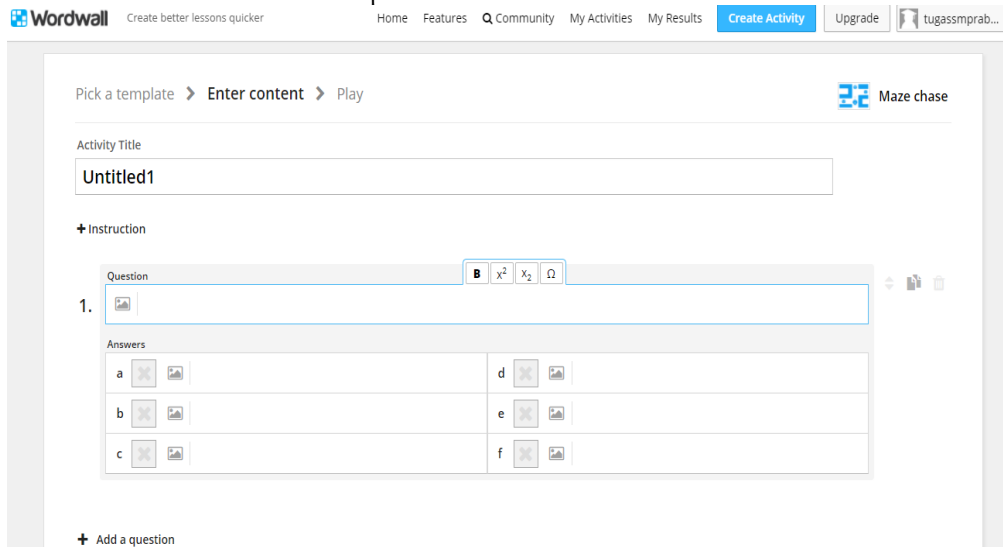 Wordwall Create better lessons quicker Home Features Community My Activities My Results Create Activity Upgrade tugassmprab...
Pick a template > Enter content > Play Maze chase
Activity Title
Untitled1
+ Instruction
Question B x² x₂ Ω
1.
Answers
a d
b e
c f
+ Add a question